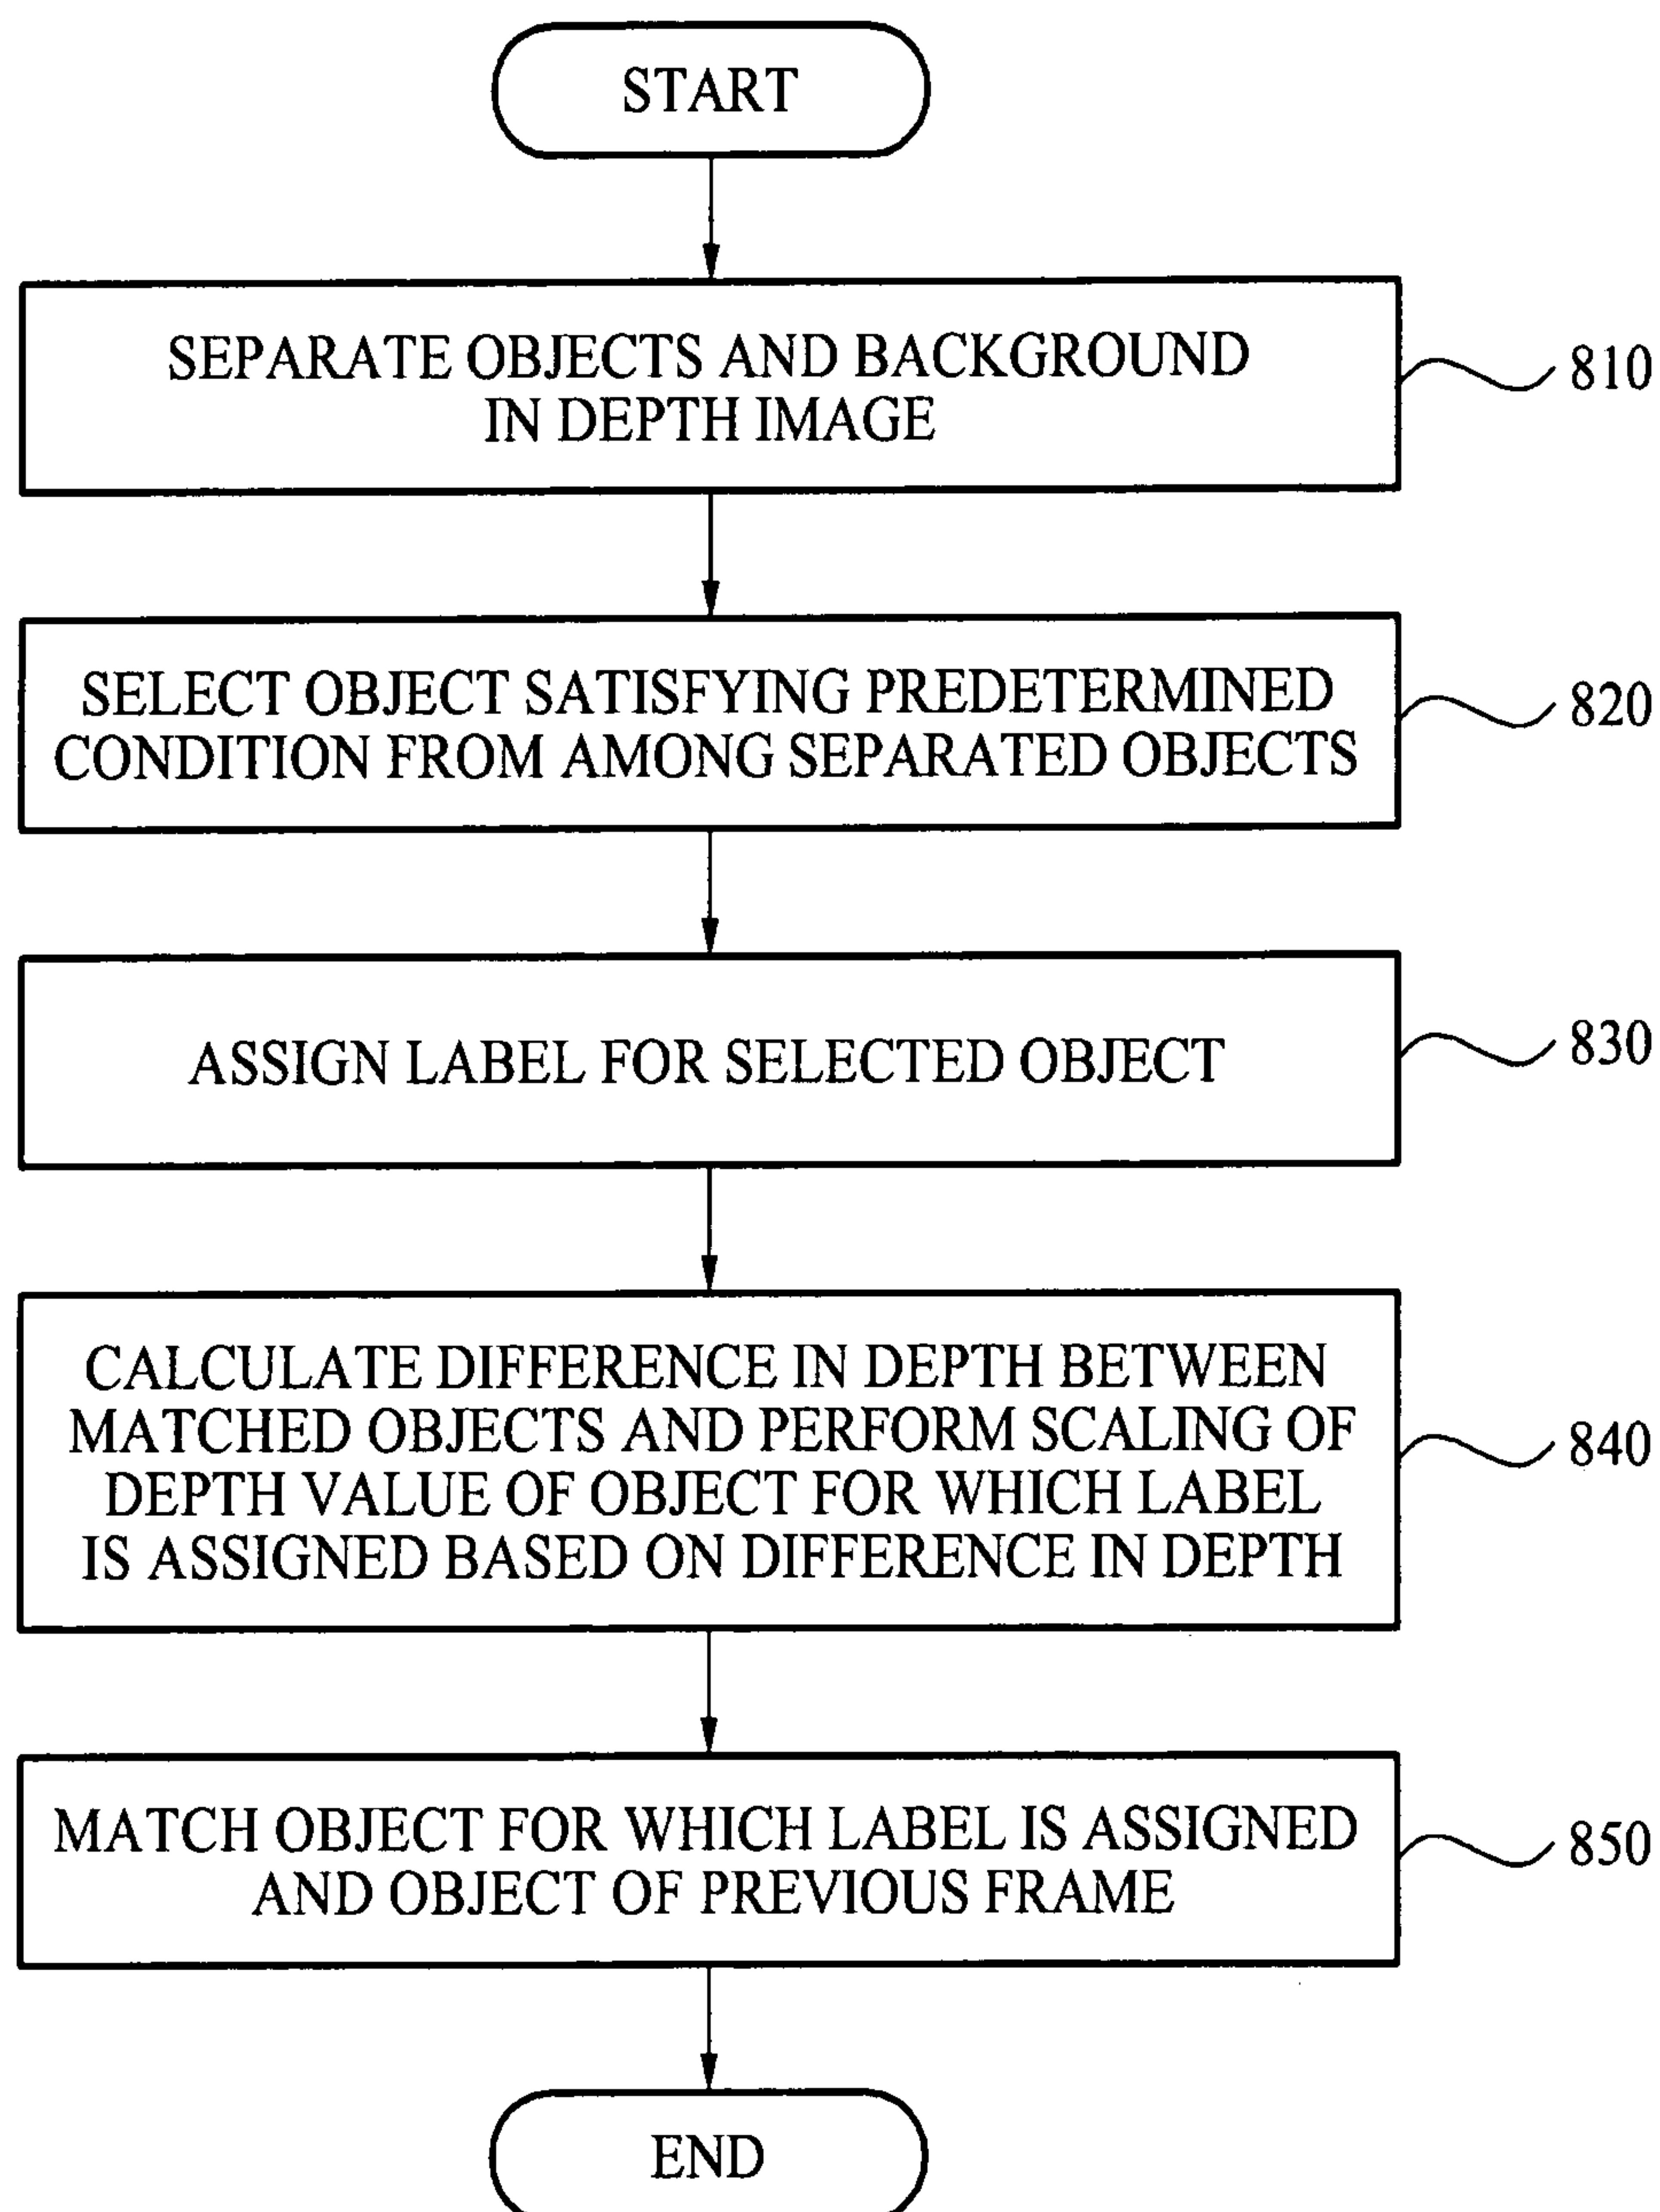 START
SEPARATE OBJECTS AND BACKGROUND
IN DEPTH IMAGE
810
SELECT OBJECT SATISFYING PREDETERMINED
CONDITION FROM AMONG SEPARATED OBJECTS
820
ASSIGN LABEL FOR SELECTED OBJECT
830
CALCULATE DIFFERENCE IN DEPTH BETWEEN
MATCHED OBJECTS AND PERFORM SCALING OF
DEPTH VALUE OF OBJECT FOR WHICH LABEL
IS ASSIGNED BASED ON DIFFERENCE IN DEPTH
840
MATCH OBJECT FOR WHICH LABEL IS ASSIGNED
AND OBJECT OF PREVIOUS FRAME
850
END